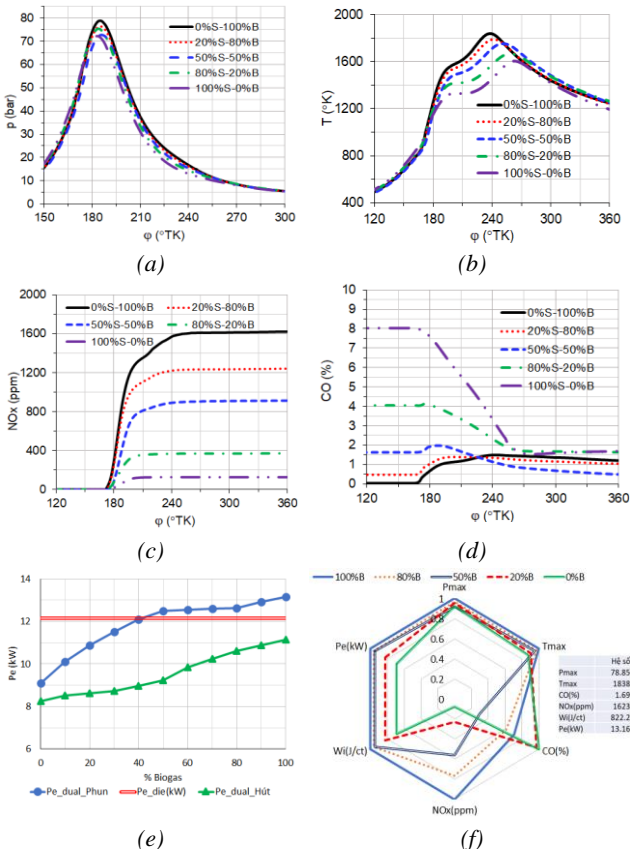 80
70
60
50
40
30
20
10
0
p (bar)
0%S-100%B
20%S-80%B
50%S-50%B
80%S-20%B
100%S-0%B
150 180 210 240 270 300
φ (°TK)
(a)
2000
1600
1200
800
400
T (°K)
0%S-100%B
20%S-80%B
50%S-50%B
80%S-20%B
100%S-0%B
120 180 240 300 360
φ (°TK)
(b)
2000
1600
1200
800
400
0
NOx (ppm)
0%S-100%B 20%S-80%B
50%S-50%B 80%S-20%B
100%S-0%B
120 180 240 300 360
φ (°TK)
(c)
10
9
8
7
6
5
4
3
2
1
0
CO (%)
0%S-100%B
20%S-80%B
50%S-50%B
80%S-20%B
100%S-0%B
120 180 240 300 360
φ (°TK)
(d)
14
12
10
8
6
Pe (kW)
0 20 40 60 80 100
% Biogas
Pe_dual_Phun Pe_die(kW) Pe_dual_Hút
(e)
100%B 80%B 50%B 20%B 0%B
Pmax
1
0.8
0.6
0.4
0.2
0
Pe(kW) Tmax
Wi(J/ct) CO(%)
NOx(ppm)
Hệ số
Pmax 78.85
Tmax 1838
CO(%) 1.69
NOx(ppm) 1623
Wi(J/ct) 822.2
Pe(kW) 13.16
(f)